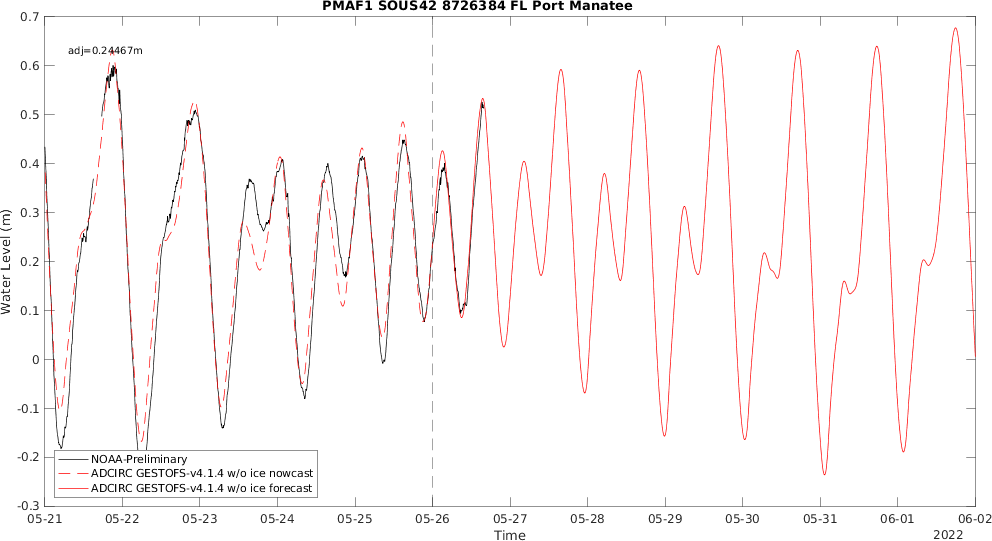 PMAF1 SOUS42 8726384 FL Port Manatee
adj=0.24467m
Water Level (m)
0.7
0.6
0.5
0.4
0.3
0.2
0.1
0
-0.1
-0.2
-0.3
NOAA-Preliminary
ADCIRC GESTOFS-v4.1.4 w/o ice nowcast
ADCIRC GESTOFS-v4.1.4 w/o ice forecast
05-21 05-22 05-23 05-24 05-25 05-26 05-27 05-28 05-29 05-30 05-31 06-01 06-02
Time
2022